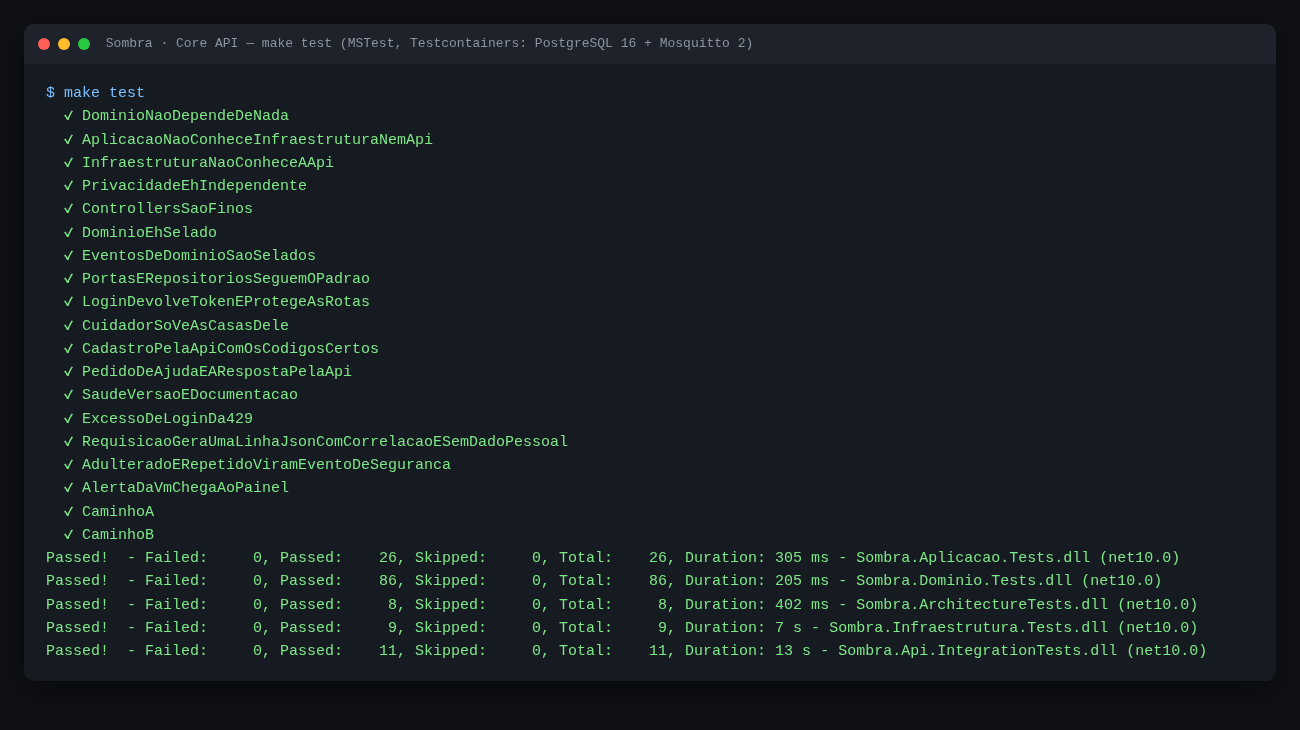 Sombra · Core API — make test (MSTest, Testcontainers: PostgreSQL 16 + Mosquitto 2)
$ make test
✓ DominioNaoDependeDeNada
✓ AplicacaoNaoConheceInfraestruturaNemApi
✓ InfraestruturaNaoConheceAApi
✓ PrivacidadeEhIndependente
✓ ControllersSaoFinos
✓ DominioEhSelado
✓ EventosDeDominioSaoSelados
✓ PortasERepositoriosSeguemOPadrao
✓ LoginDevolveTokenEProtegeAsRotas
✓ CuidadorSoVeAsCasasDele
✓ CadastroPelaApiComOsCodigosCertos
✓ PedidoDeAjudaEARespostaPelaApi
✓ SaudeVersaoEDocumentacao
✓ ExcessoDeLoginDa429
✓ RequisicaoGeraUmaLinhaJsonComCorrelacaoESemDadoPessoal
✓ AdulteradoERepetidoViramEventoDeSeguranca
✓ AlertaDaVmChegaAoPainel
✓ CaminhoA
✓ CaminhoB
Passed!  - Failed:     0, Passed:    26, Skipped:     0, Total:    26, Duration: 305 ms - Sombra.Aplicacao.Tests.dll (net10.0)
Passed!  - Failed:     0, Passed:    86, Skipped:     0, Total:    86, Duration: 205 ms - Sombra.Dominio.Tests.dll (net10.0)
Passed!  - Failed:     0, Passed:     8, Skipped:     0, Total:     8, Duration: 402 ms - Sombra.ArchitectureTests.dll (net10.0)
Passed!  - Failed:     0, Passed:     9, Skipped:     0, Total:     9, Duration: 7 s - Sombra.Infraestrutura.Tests.dll (net10.0)
Passed!  - Failed:     0, Passed:    11, Skipped:     0, Total:    11, Duration: 13 s - Sombra.Api.IntegrationTests.dll (net10.0)